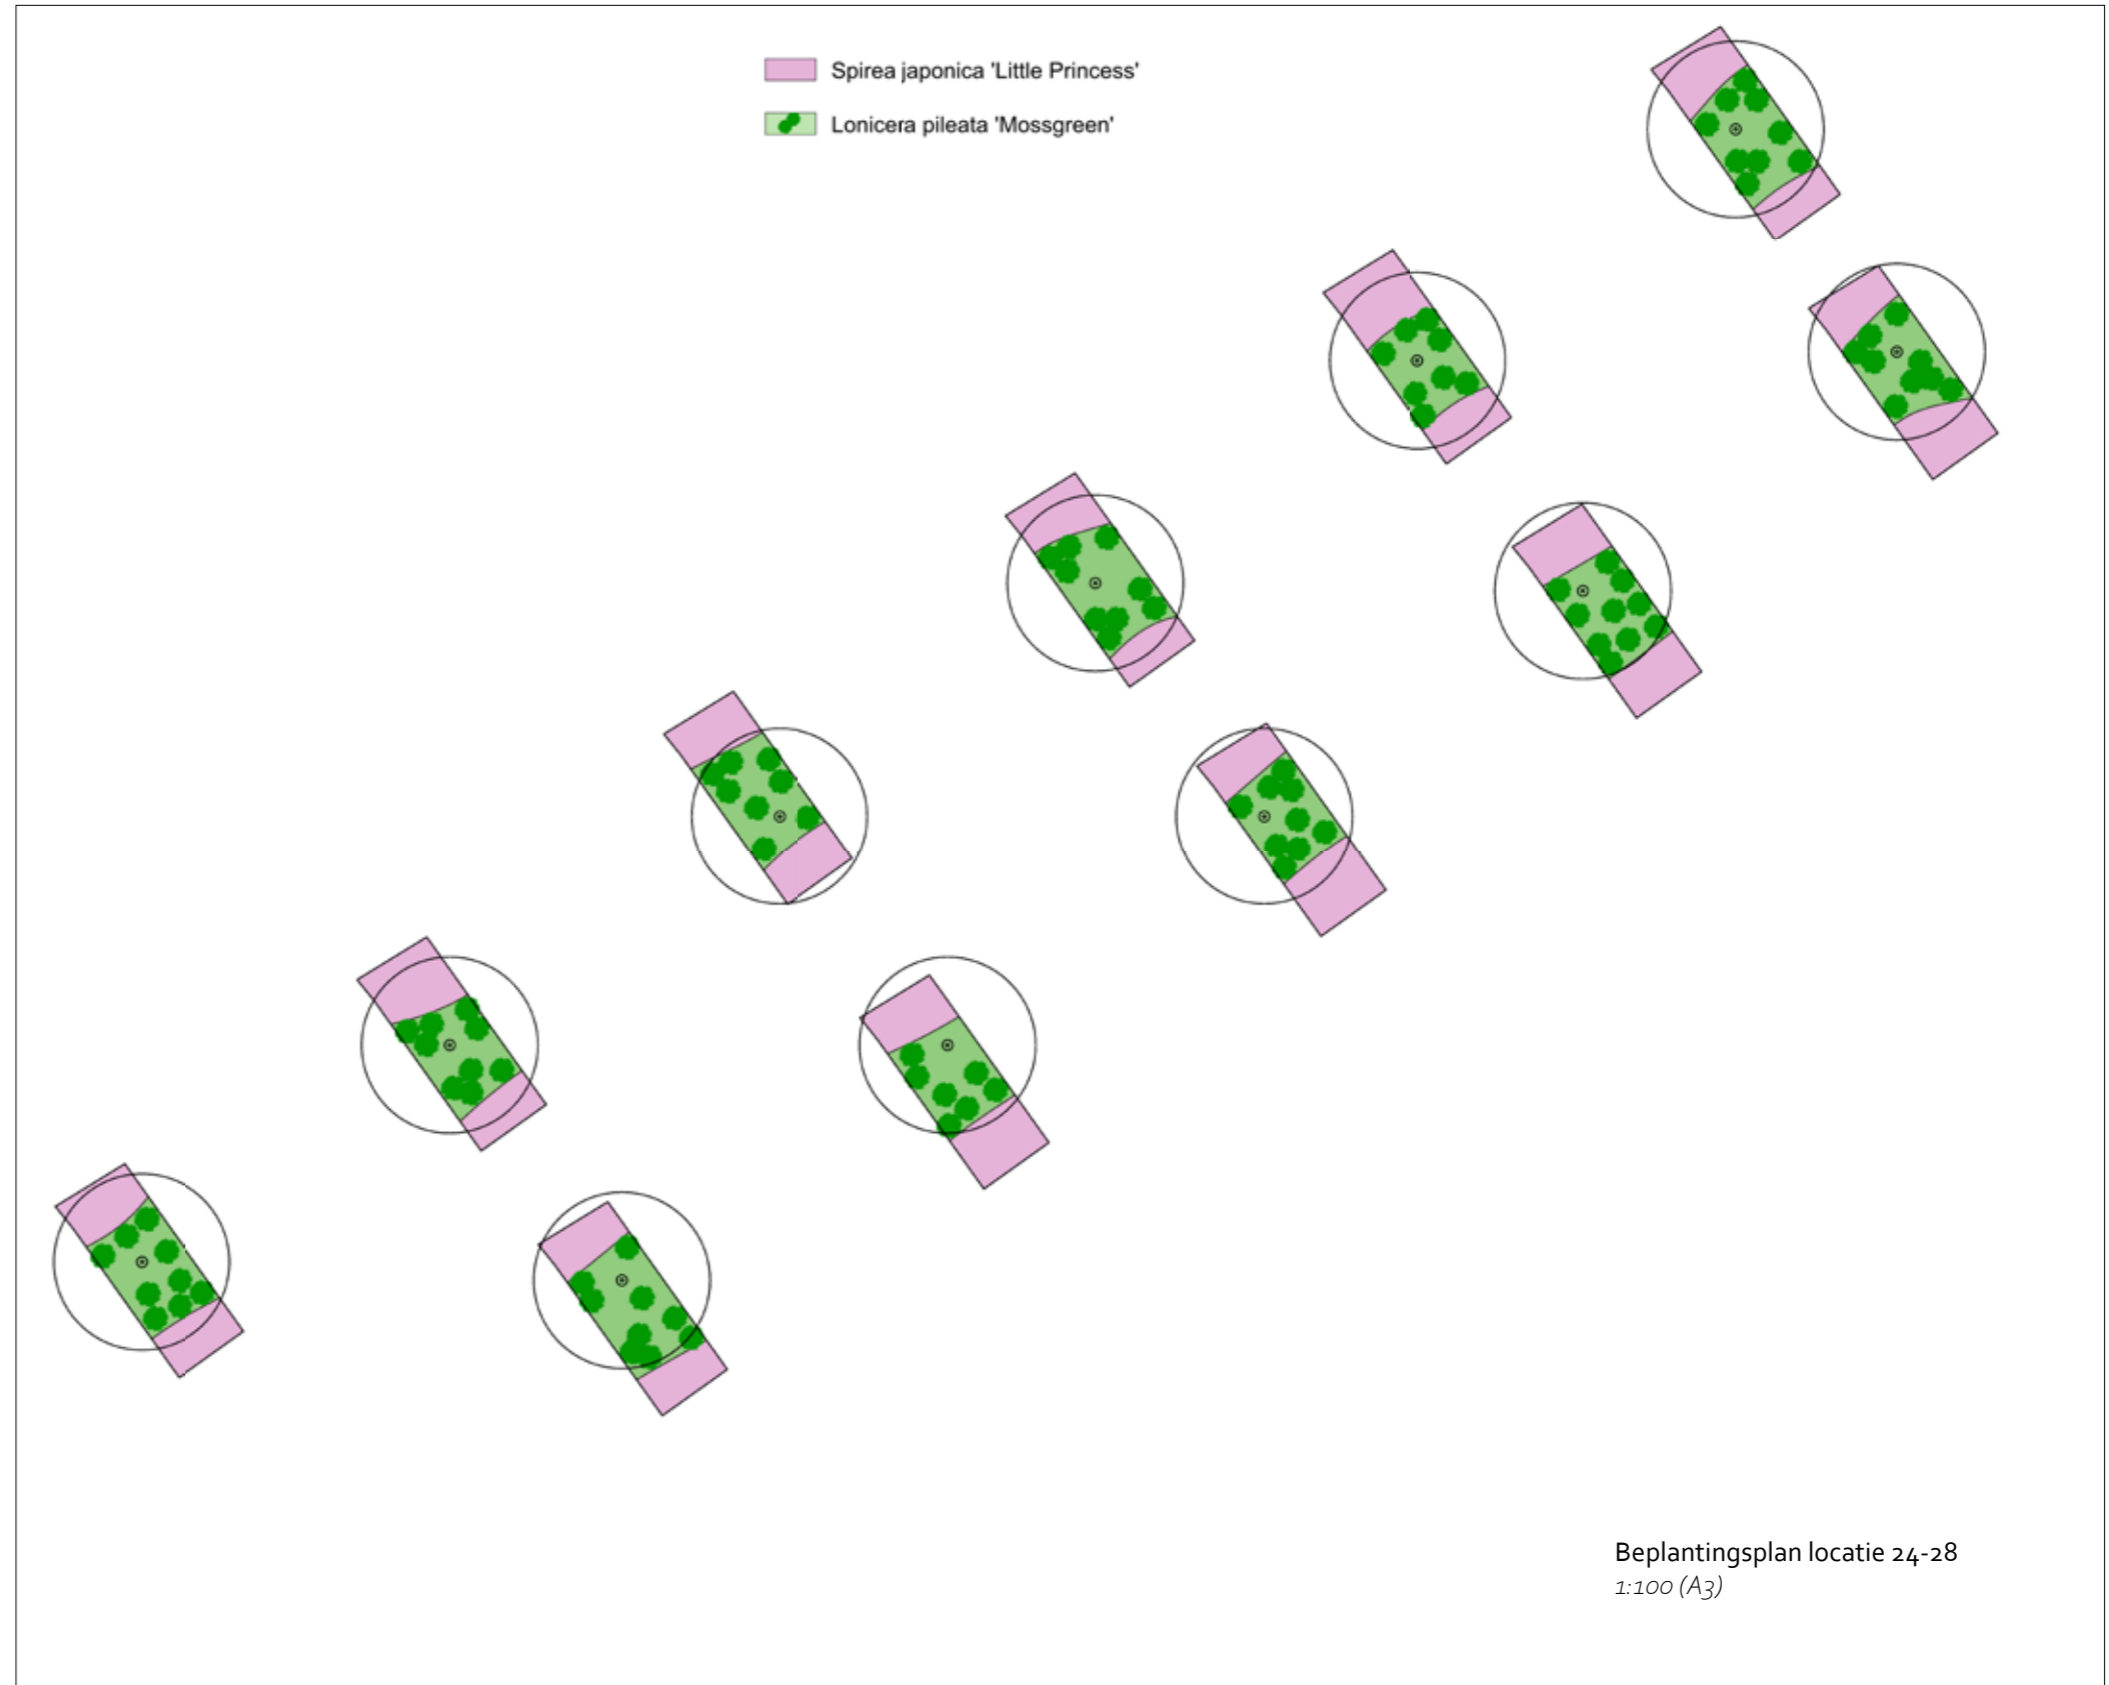 Spirea japonica 'Little Princess'
Lonicera pileata 'Mossgreen'
Beplantingsplan locatie 24-28
1:100 (A3)